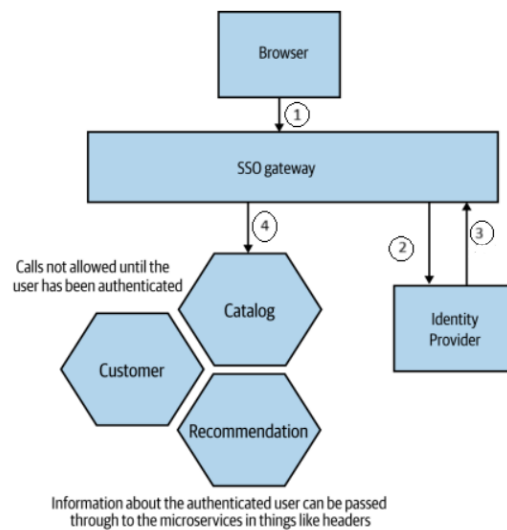 Browser
1
SSO gateway
4
2
3
Calls not allowed until the
user has been authenticated
Catalog
Identity
Provider
Customer
Recommendation
Information about the authenticated user can be passed
through to the microservices in things like headers